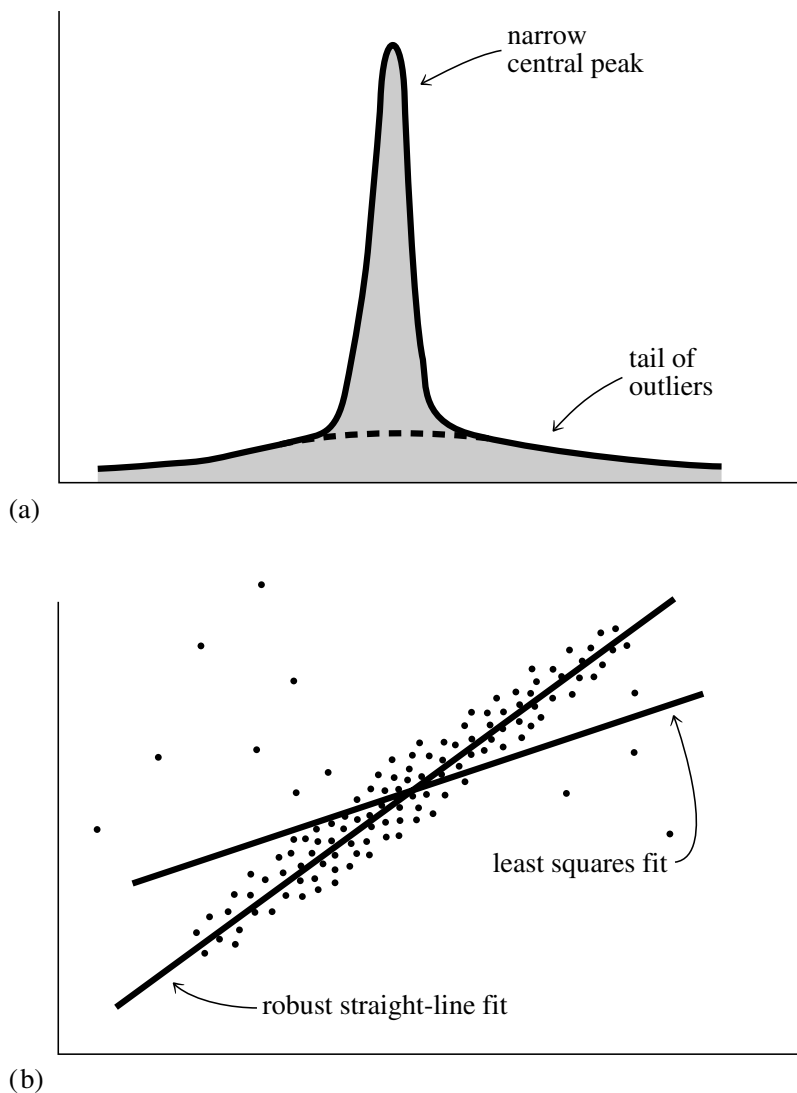 narrow
central peak
tail of
outliers
(a)
least squares fit
robust straight-line fit
(b)